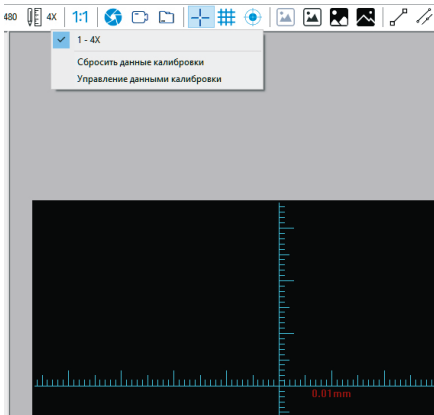 480 4X 1:1
1 - 4X
Сбросить данные калибровки
Управление данными калибровки
0.01mm